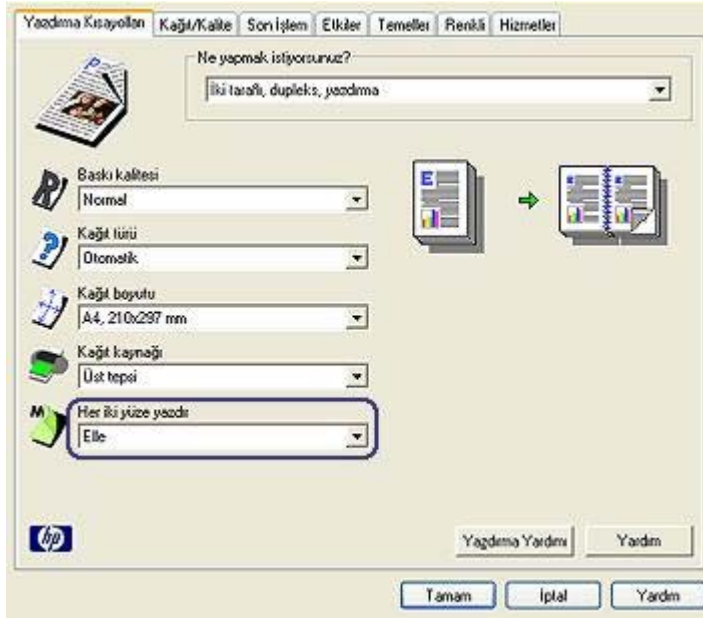 Yazdırma Kısayolları Kağıt/Kalite Son İşlem Etkiler Temeller Renkli Hizmetler
Ne yapmak istiyorsunuz?
İki taraflı, dupleks, yazdırma
Baskı kalitesi
Normal
Kağıt türü
Otomatik
Kağıt boyutu
A4, 210x297 mm
Kağıt kaynağı
Üst tepsi
Her iki yüze yazdır
Elle
hp
Yazdırma Yardımı Yardım
Tamam İptal Yardım